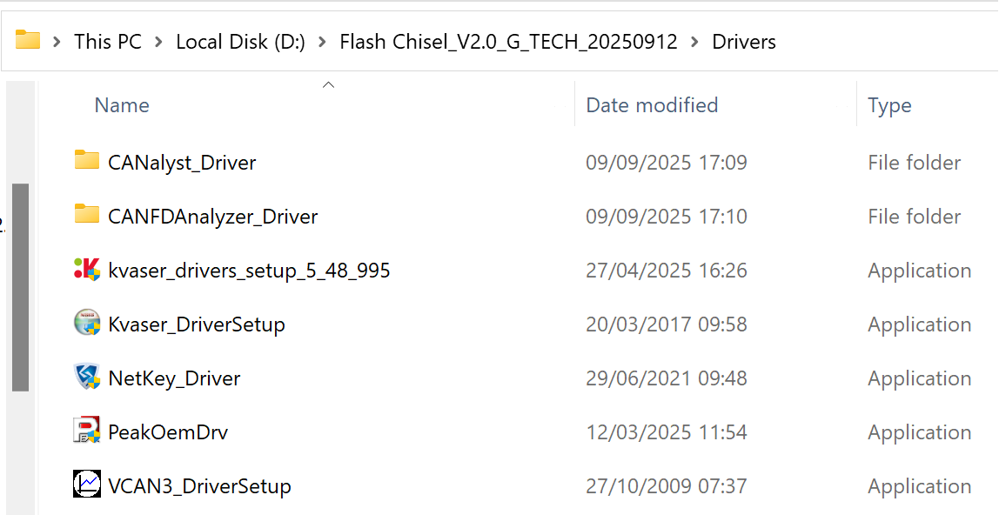 This PC > Local Disk (D:) > Flash Chisel_V2.0_G_TECH_20250912 > Drivers
Name Date modified Type
CANalyst_Driver 09/09/2025 17:09 File folder
CANFDAnalyzer_Driver 09/09/2025 17:10 File folder
kvaser_drivers_setup_5_48_995 27/04/2025 16:26 Application
Kvaser_DriverSetup 20/03/2017 09:58 Application
NetKey_Driver 29/06/2021 09:48 Application
PeakOemDrv 12/03/2025 11:54 Application
VCAN3_DriverSetup 27/10/2009 07:37 Application